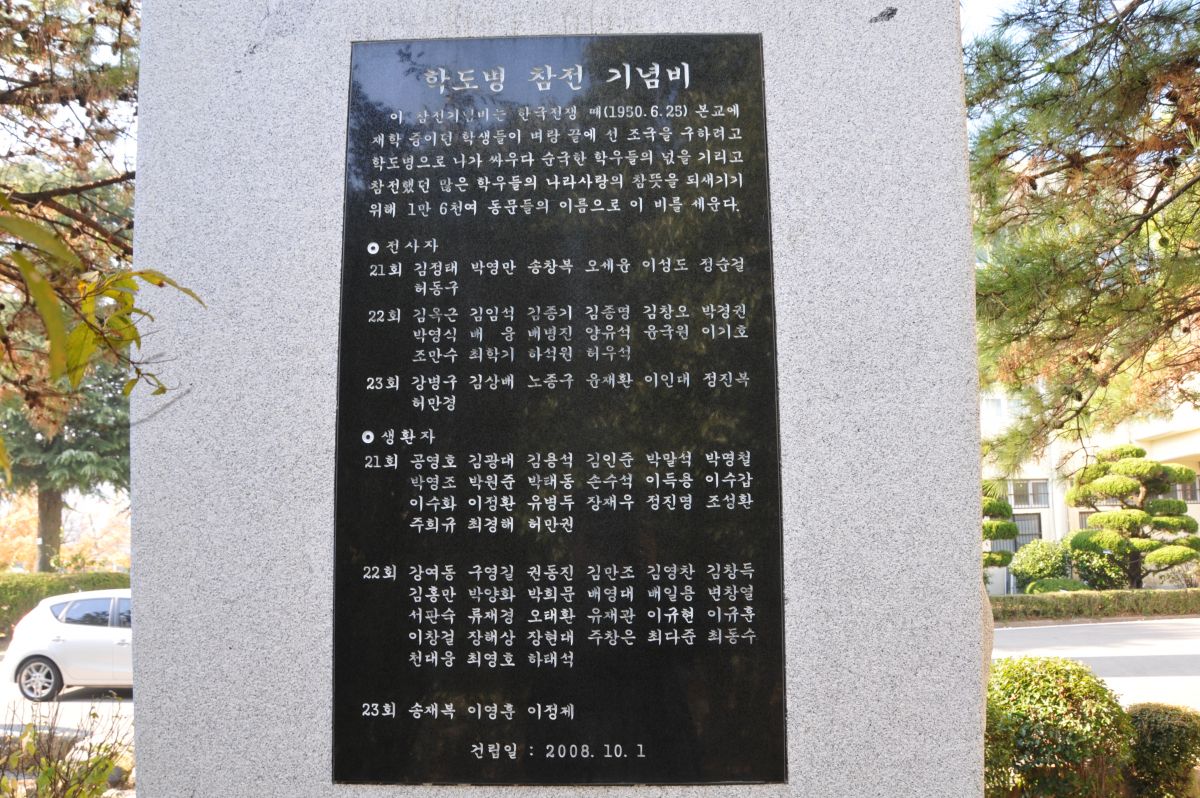 학도병 참전 기념비
이 참전기념비는 한국전쟁 때(1950.6.25) 본교에
재학 중이던 학생들이 벼랑 끝에 선 조국을 구하려고
학도병으로 나가 싸우다 순국한 학우들의 넋을 기리고
참전했던 많은 학우들의 나라사랑의 참뜻을 되새기기
위해 1만 6천여 동문들의 이름으로 이 비를 세운다.
◉ 전사자
21회 김정태 박영만 송창복 오세윤 이성도 정순걸
허동구
22회 김옥근 김임석 김종기 김종명 김창오 박경권
박영식 배 웅 배병진 양유석 윤국원 이기호
조만수 최학기 하석원 허우석
23회 강병구 김상배 노종구 윤재환 이인대 정진복
허만경
◉ 생환자
21회 공영호 김광대 김용석 김인준 박말석 박명철
박영조 박원준 박태동 손수석 이득용 이수갑
이수화 이정환 유병두 장재우 정진명 조성환
주희규 최경해 허만권
22회 강여동 구영길 권동진 김만조 김영찬 김창득
김흥만 박양화 박희문 배영대 배일용 변창열
서판숙 류재경 오태환 유재관 이규현 이규훈
이창걸 장해상 장현대 주창은 최다준 최동수
천대웅 최영호 하태석
23회 송재복 이영훈 이정제
건립일 : 2008. 10. 1